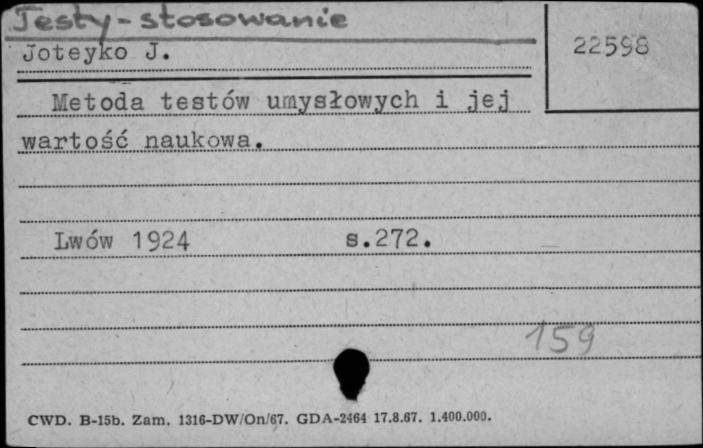 Testy - stosowanie
Joteyko J.
22598
Metoda testów umysłowych i jej
wartość naukowa.
Lwów 1924 s.272.
159
CWD. B-15b. Zam. 1316-DW/On/67. GDA-2464 17.8.67. 1.400.000.